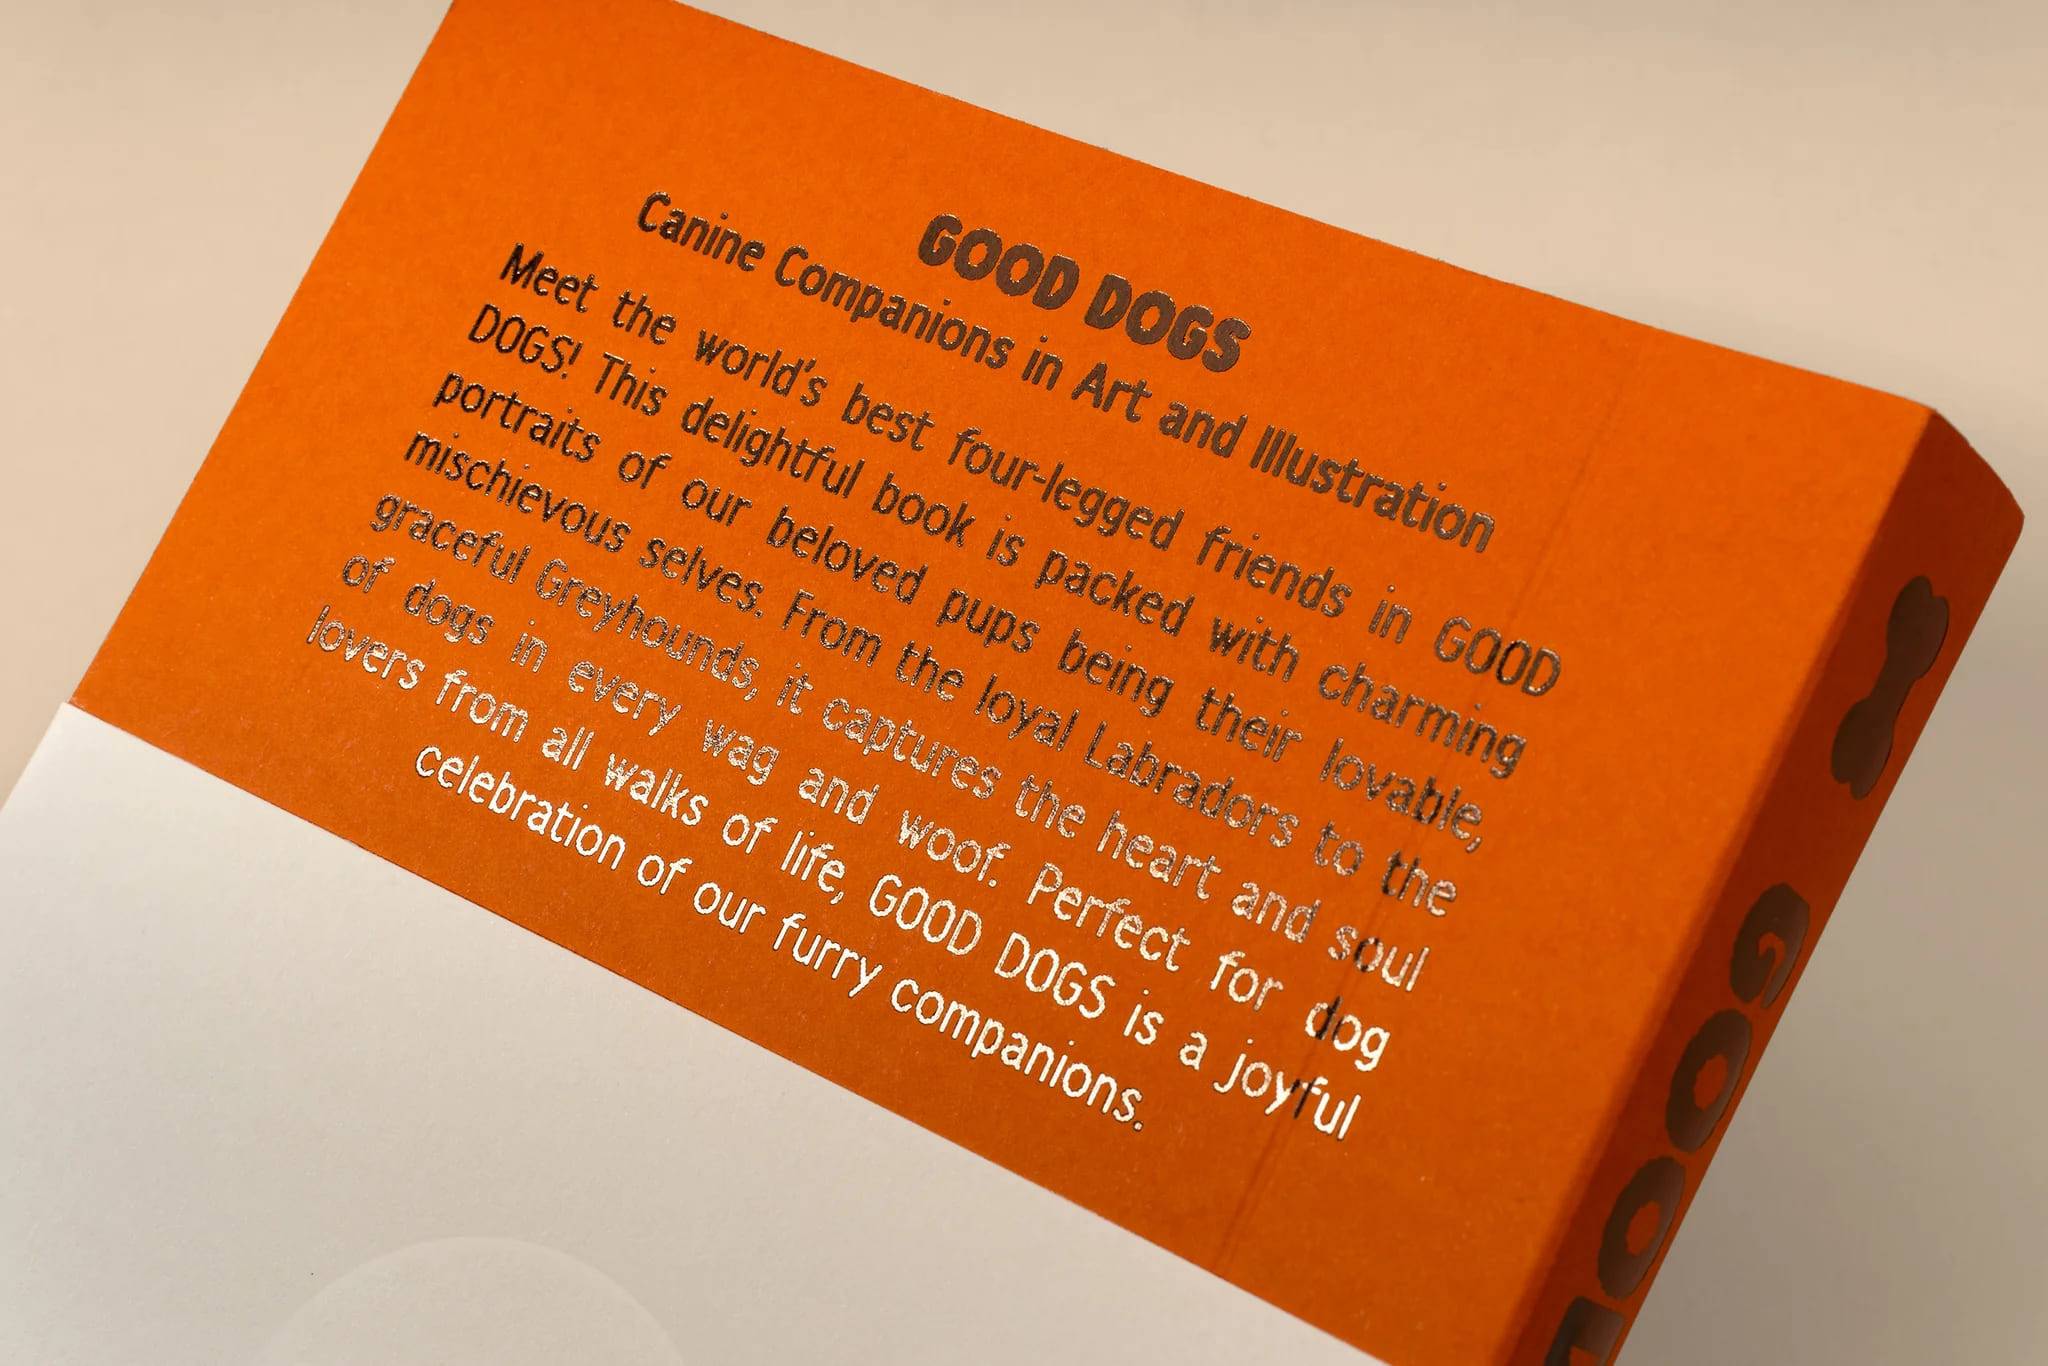 GOOD DOGS
Canine Companions in Art and Illustration
Meet the world's best four-legged friends in GOOD
DOGS! This delightful book is packed with charming
portraits of our beloved pups being their lovable,
mischievous selves. From the loyal Labradors to the
graceful Greyhounds, it captures the heart and soul
of dogs in every wag and woof. Perfect for dog
lovers from all walks of life, GOOD DOGS is a joyful
celebration of our furry companions.
GOOD